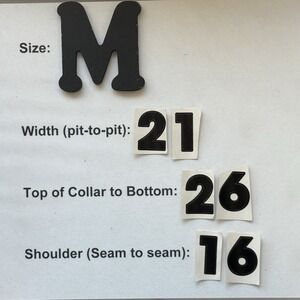 Size: M
Width (pit-to-pit): 21
Top of Collar to Bottom: 26
Shoulder (Seam to seam): 16